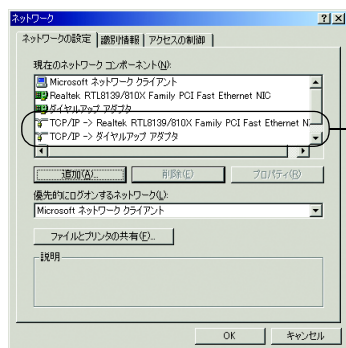 ネットワーク
ネットワークの設定 識別情報 アクセスの制御
現在のネットワーク コンポーネント(N):
Microsoft ネットワーク クライアント
Realtek RTL8139/810X Family PCI Fast Ethernet NIC
ダイヤルアップ アダプタ
TCP/IP -> Realtek RTL8139/810X Family PCI Fast Ethernet N
TCP/IP -> ダイヤルアップ アダプタ
追加(A)... 削除(E) プロパティ(R)
優先的にログオンするネットワーク(L):
Microsoft ネットワーク クライアント
ファイルとプリンタの共有(F)...
説明
OK キャンセル